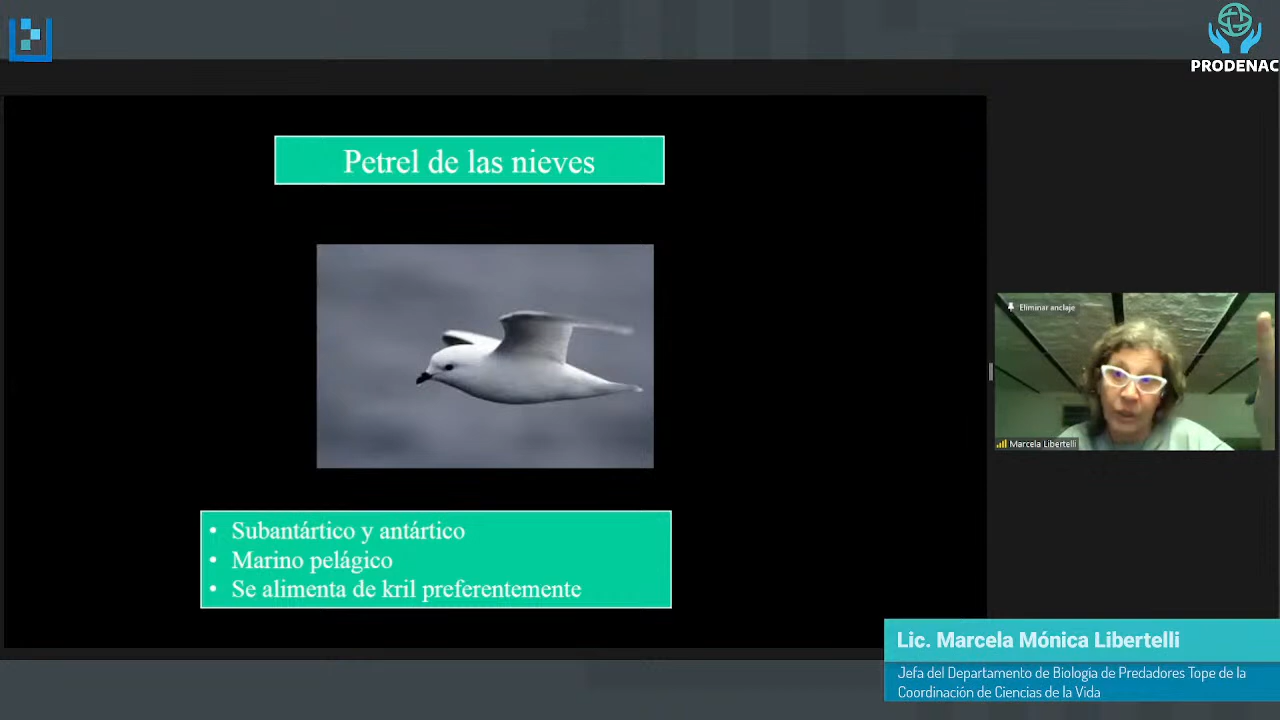 PRODENAC
Petrel de las nieves
Eliminar anclaje
Marcela Libertelli
• Subantártico y antártico
• Marino pelágico
• Se alimenta de kril preferentemente
Lic. Marcela Mónica Libertelli
Jefa del Departamento de Biología de Predadores Tope de la
Coordinación de Ciencias de la Vida